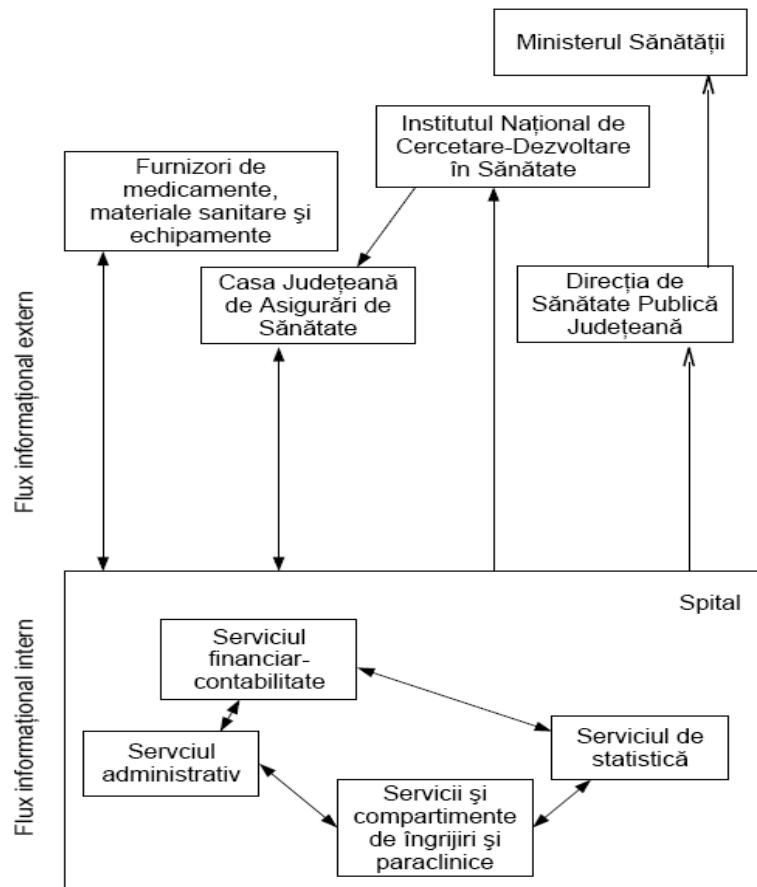 Ministerul Sănătății
Institutul Național de
Cercetare-Dezvoltare
în Sănătate
Furnizori de
medicamente,
materiale sanitare şi
echipamente
Casa Județeană
de Asigurări de
Sănătate
Direcția de
Sănătate Publică
Județeană
Flux informațional extern
Spital
Serviciul
financiar-
contabilitate
Servciul
administrativ
Serviciul de
statistică
Servicii şi
compartimente
de îngrijiri şi
paraclinice
Flux informațional intern